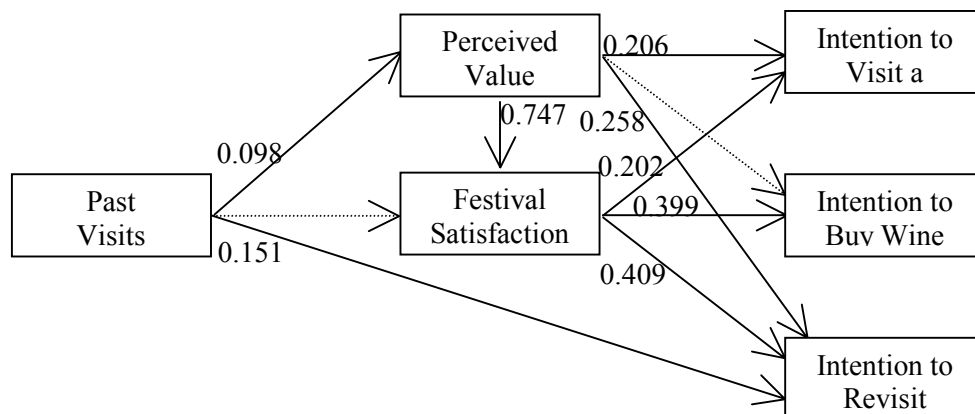 Perceived
Value
0.206
Intention to
Visit a
0.747
0.258
0.098
0.202
Past
Visits
Festival
Satisfaction
0.399
Intention to
Buv Wine
0.151
0.409
Intention to
Revisit